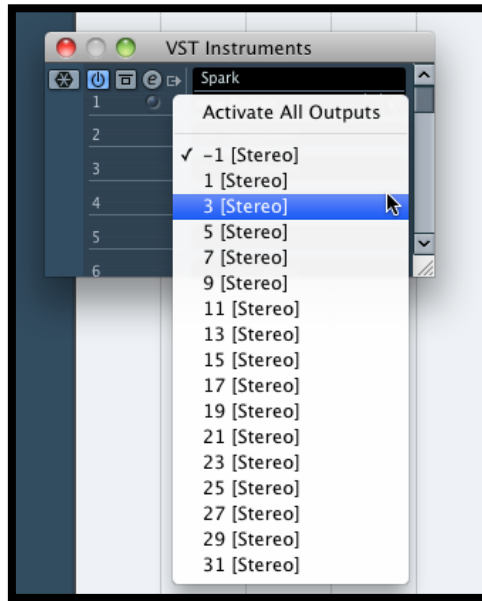 VST Instruments
e Spark
1
Activate All Outputs
2
✓ -1 [Stereo]
3
1 [Stereo]
3 [Stereo]
4
5 [Stereo]
5
7 [Stereo]
6
9 [Stereo]
11 [Stereo]
13 [Stereo]
15 [Stereo]
17 [Stereo]
19 [Stereo]
21 [Stereo]
23 [Stereo]
25 [Stereo]
27 [Stereo]
29 [Stereo]
31 [Stereo]